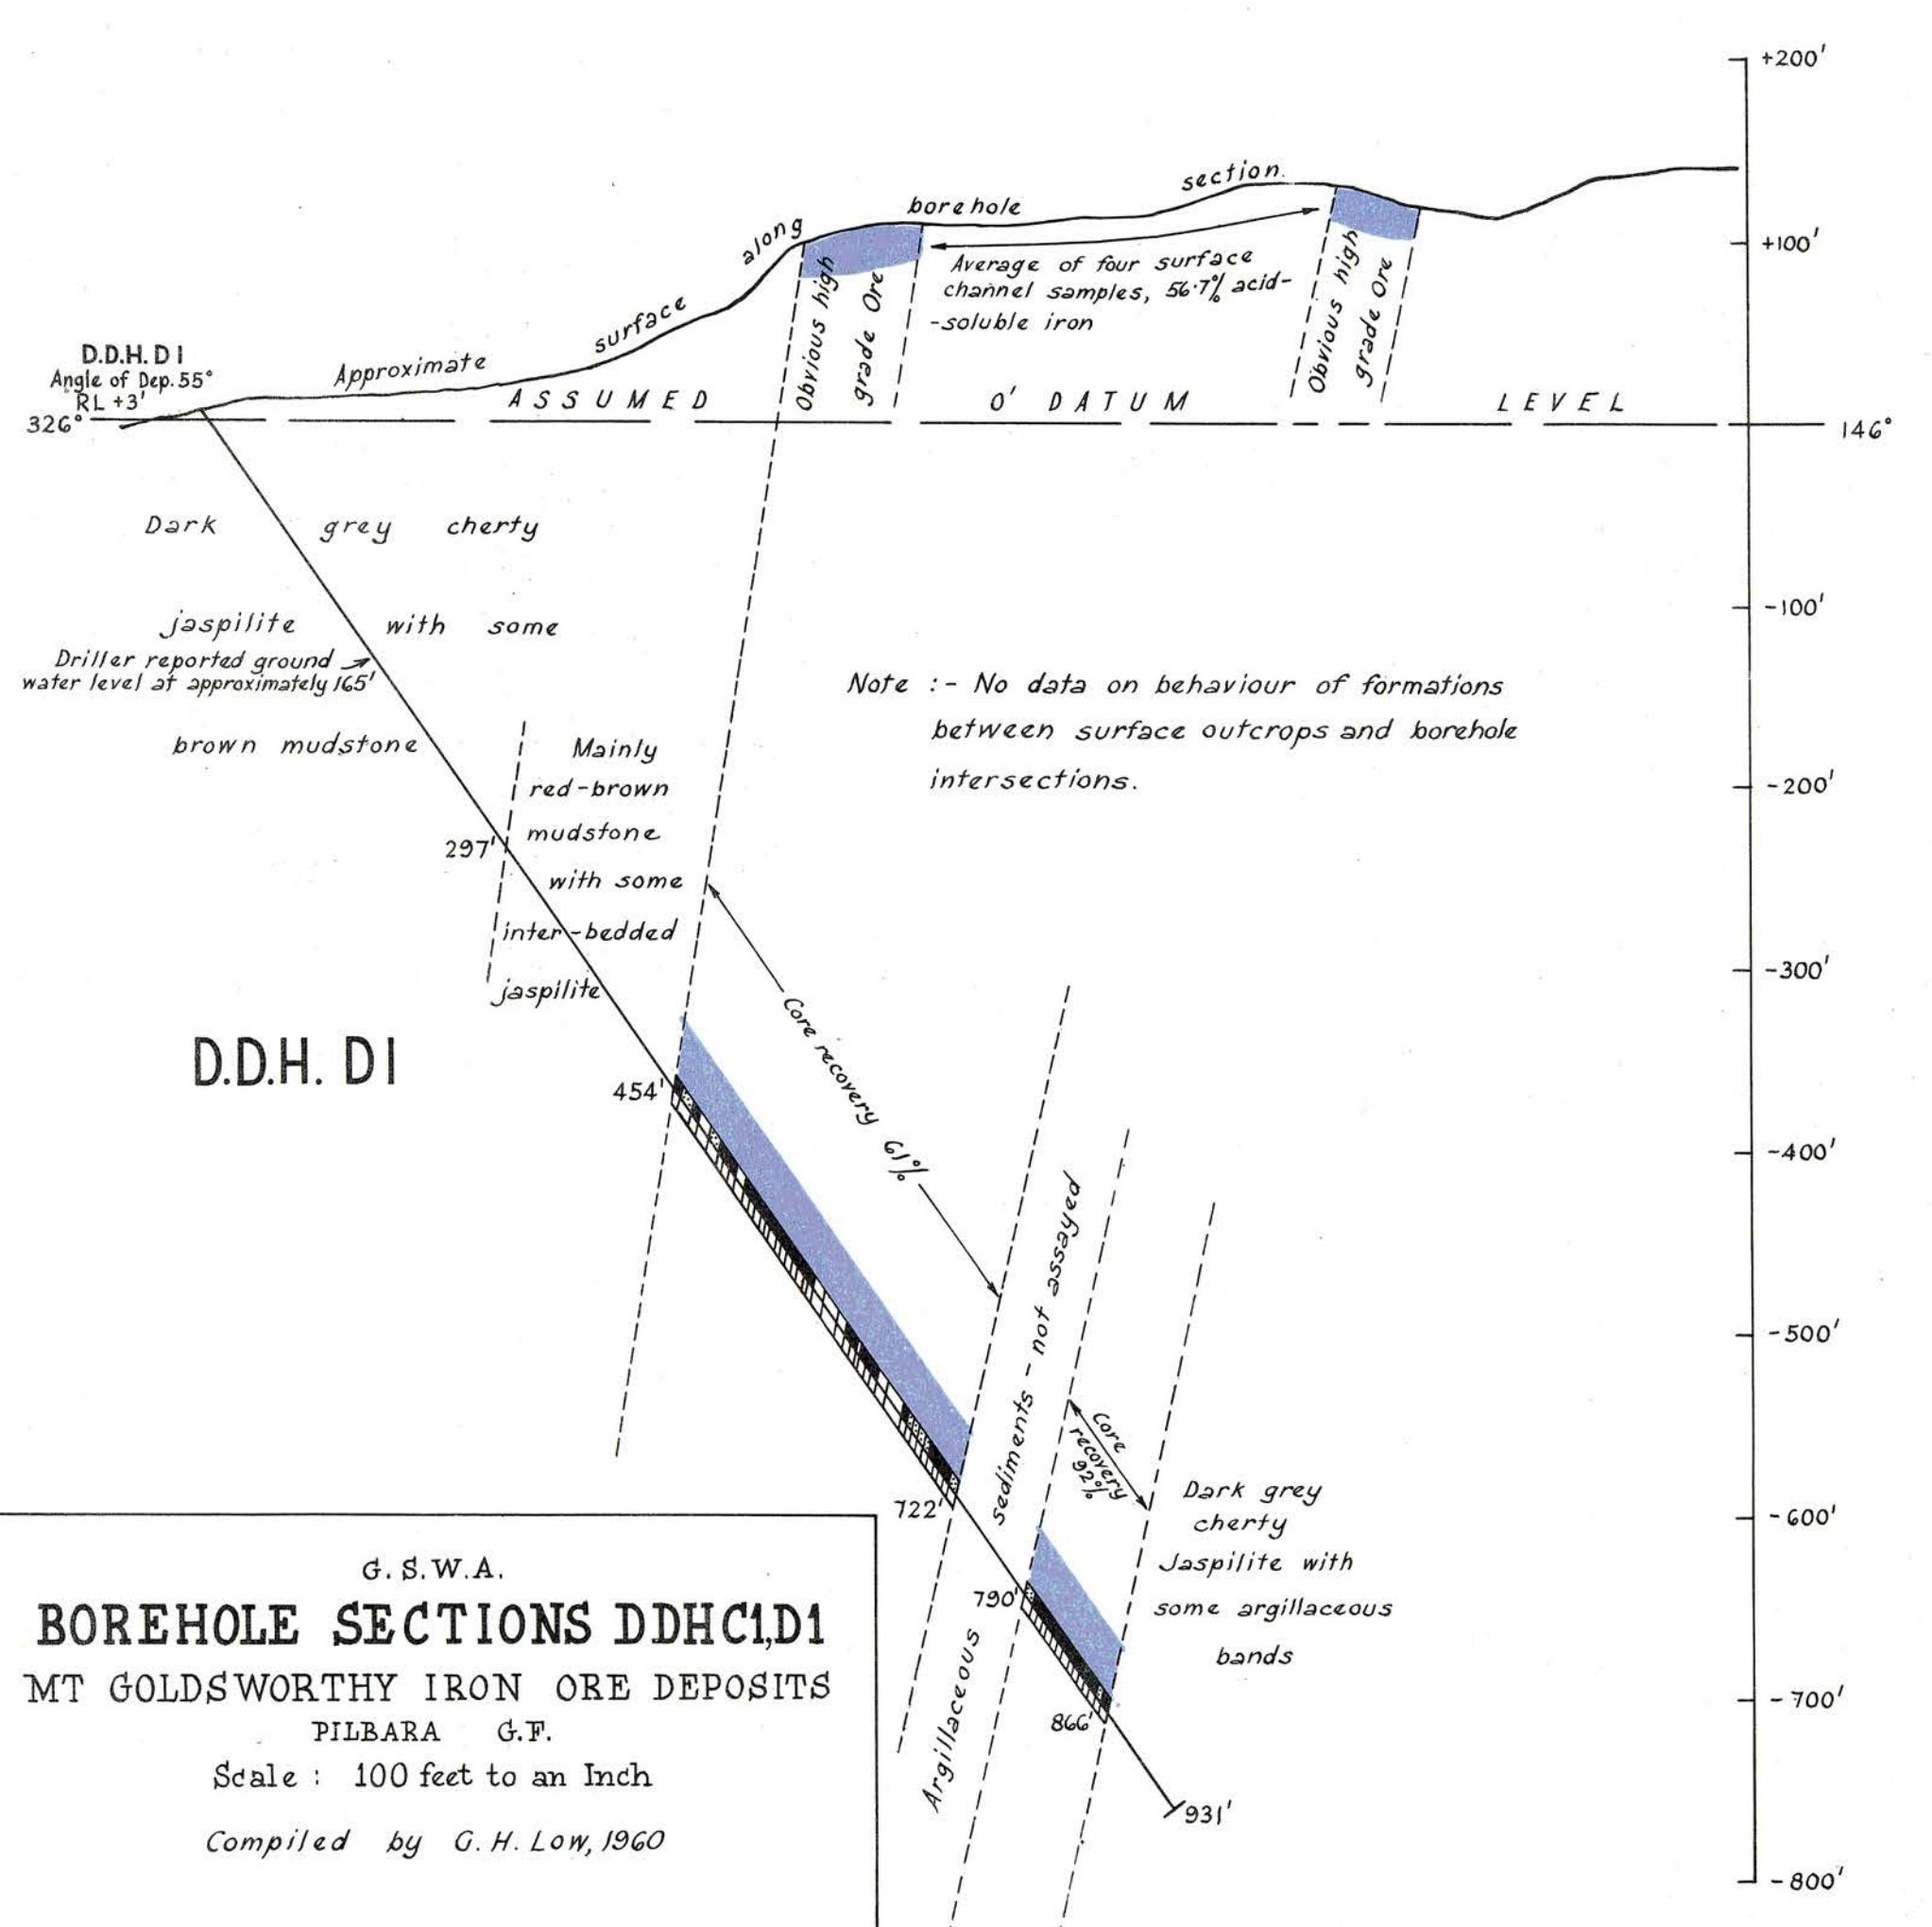 +200'
section.
borehole
along
surface
Approximate
+100'
Average of four surface
channel samples, 56·7% acid-
-soluble iron
Obvious high
grade Ore
Obvious high
grade Ore
D.D.H. D1
Angle of Dep. 55°
RL +3'
326°
ASSUMED O' DATUM LEVEL
146°
Dark grey cherty
jaspilite with some
Driller reported ground
water level at approximately 165'
brown mudstone
-100'
Note :- No data on behaviour of formations
between surface outcrops and borehole
intersections.
-200'
Mainly
red-brown
mudstone
with some
inter-bedded
jaspilite
297'
-300'
Core recovery 61%
D.D.H. D1
454'
-400'
Argillaceous sediments - not assayed
-500'
Core
recovery
92%
722'
-600'
Dark grey
cherty
Jaspilite with
some argillaceous
bands
790'
-700'
866'
931'
-800'
G.S.W.A.
BOREHOLE SECTIONS DDHC1,D1
MT GOLDSWORTHY IRON ORE DEPOSITS
PILBARA G.F.
Scale : 100 feet to an Inch
Compiled by G. H. Low, 1960